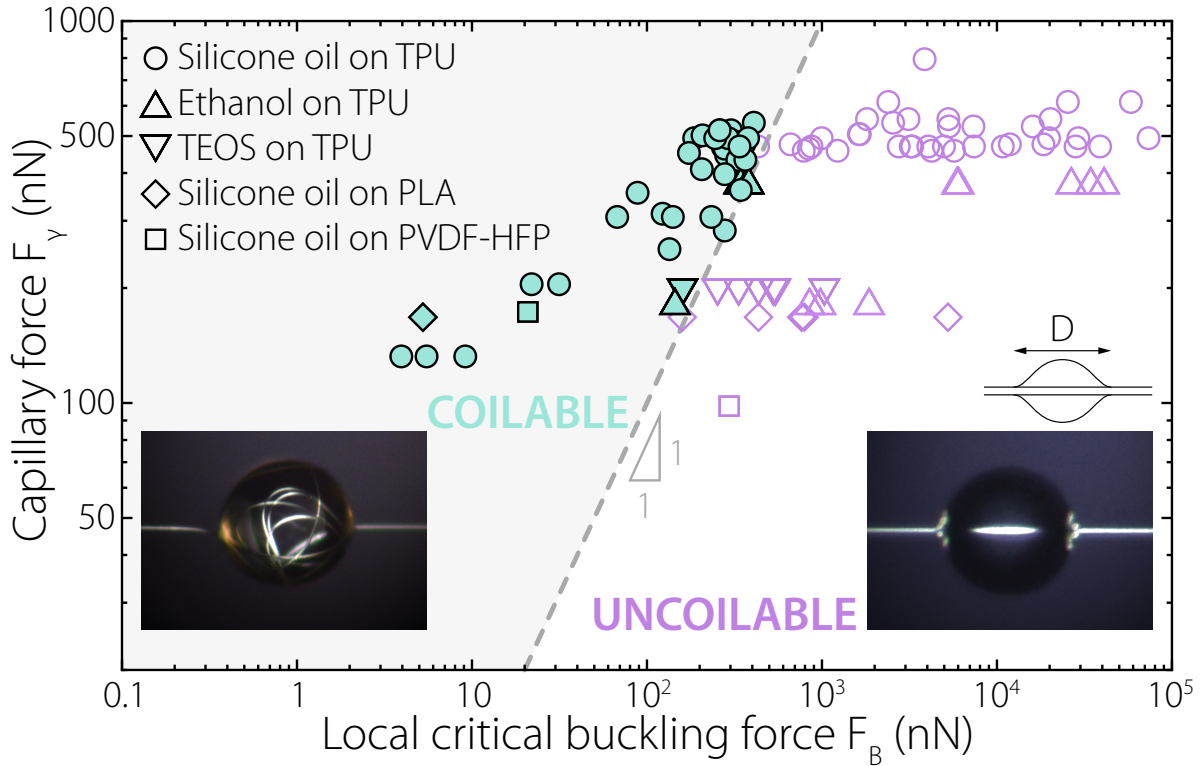 1000
500
100
50
Capillary force Fγ (nN)
Silicone oil on TPU
Ethanol on TPU
TEOS on TPU
Silicone oil on PLA
Silicone oil on PVDF-HFP
D
COILABLE
1
1
UNCOILABLE
0.1 1 10 10² 10³ 10⁴ 10⁵
Local critical buckling force F_B (nN)